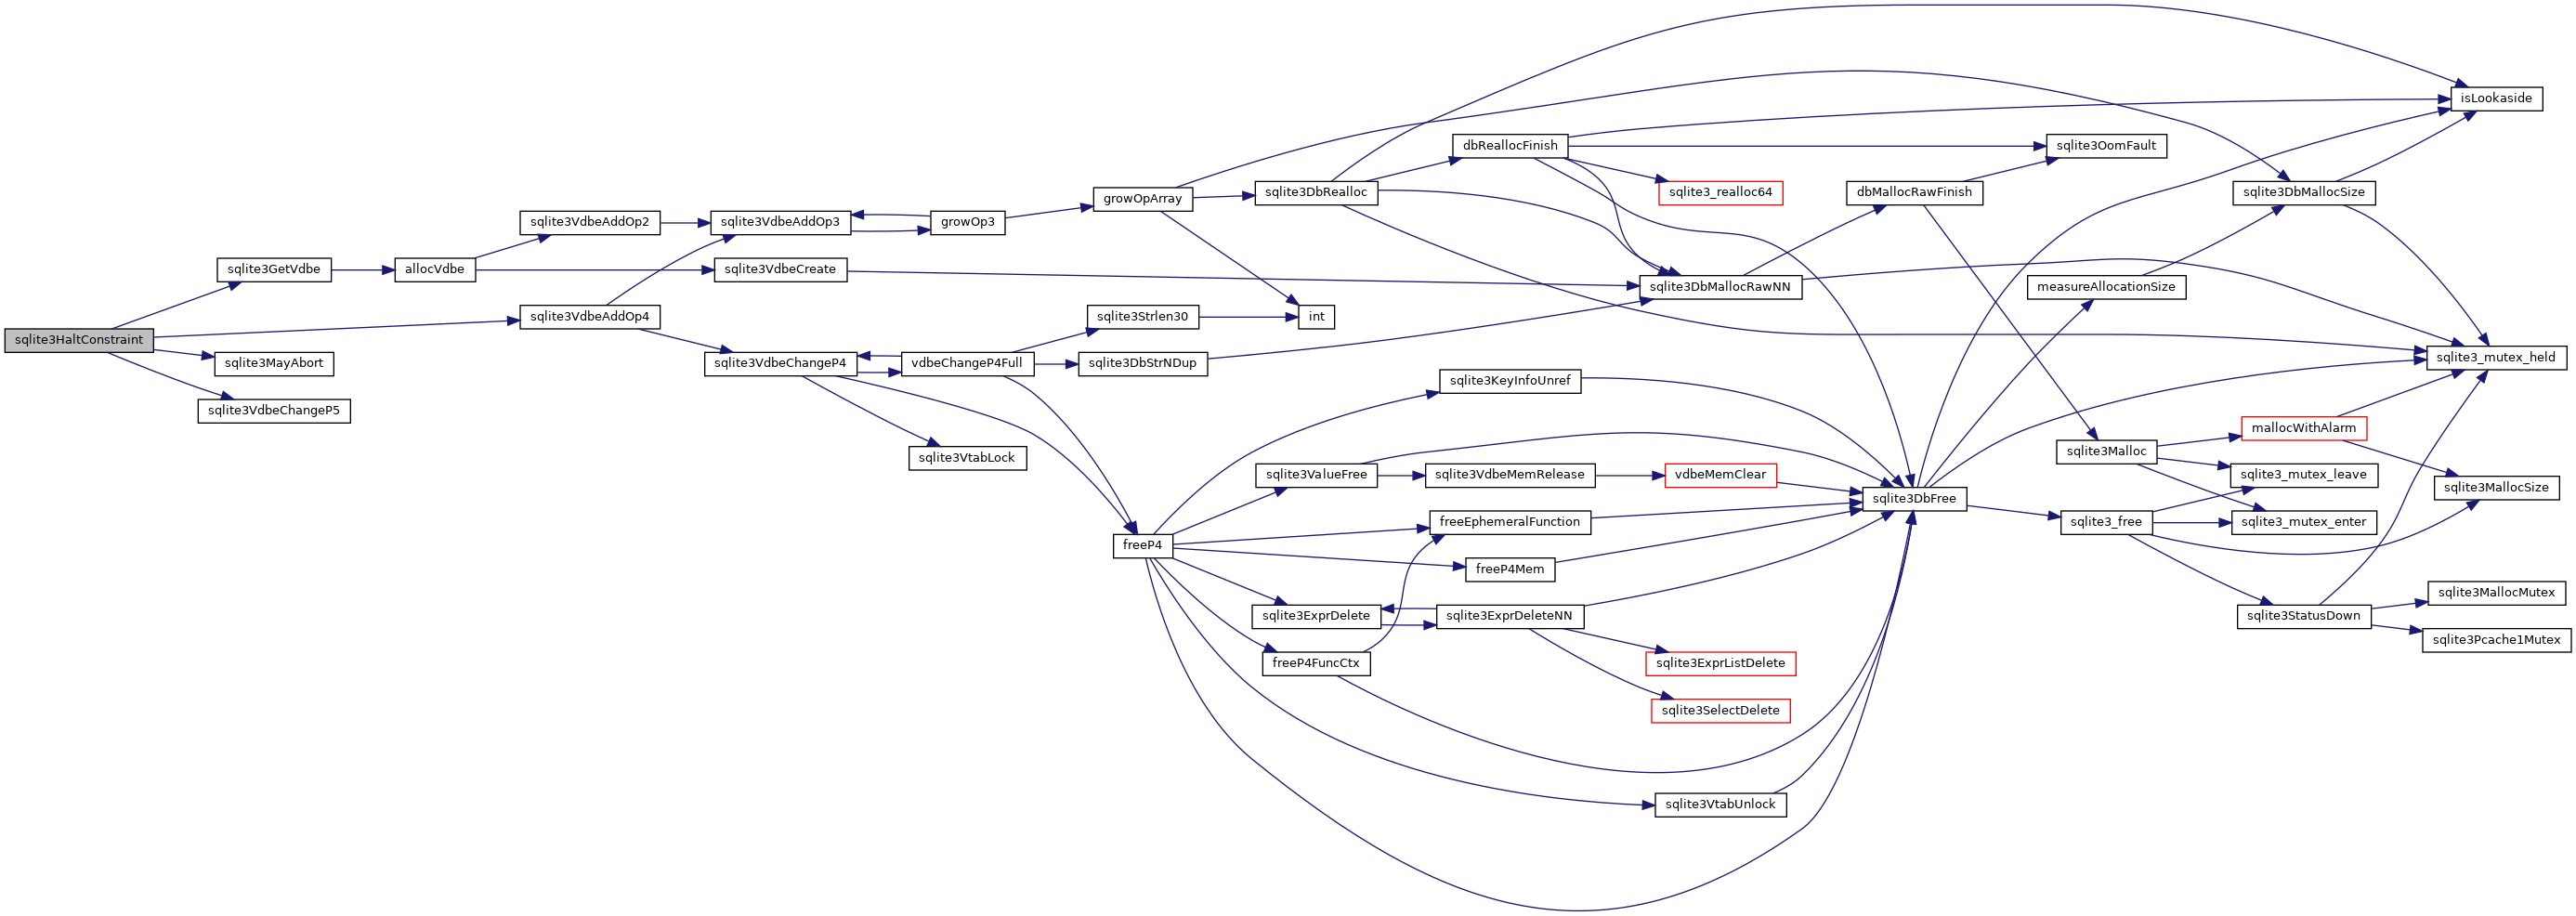 sqlite3HaltConstraint
sqlite3GetVdbe
sqlite3MayAbort
sqlite3VdbeChangeP5
allocVdbe
sqlite3VdbeAddOp2
sqlite3VdbeAddOp4
sqlite3VdbeAddOp3
sqlite3VdbeCreate
sqlite3VdbeChangeP4
growOp3
vdbeChangeP4Full
sqlite3VtabLock
growOpArray
sqlite3Strlen30
sqlite3DbStrNDup
freeP4
sqlite3DbRealloc
int
sqlite3ValueFree
sqlite3ExprDelete
freeP4FuncCtx
dbReallocFinish
sqlite3KeyInfoUnref
sqlite3VdbeMemRelease
freeEphemeralFunction
freeP4Mem
sqlite3ExprDeleteNN
sqlite3_realloc64
sqlite3DbMallocRawNN
vdbeMemClear
sqlite3ExprListDelete
sqlite3SelectDelete
sqlite3VtabUnlock
dbMallocRawFinish
sqlite3DbFree
sqlite3OomFault
measureAllocationSize
sqlite3Malloc
sqlite3_free
sqlite3DbMallocSize
mallocWithAlarm
sqlite3_mutex_leave
sqlite3_mutex_enter
sqlite3StatusDown
isLookaside
sqlite3_mutex_held
sqlite3MallocSize
sqlite3MallocMutex
sqlite3Pcache1Mutex